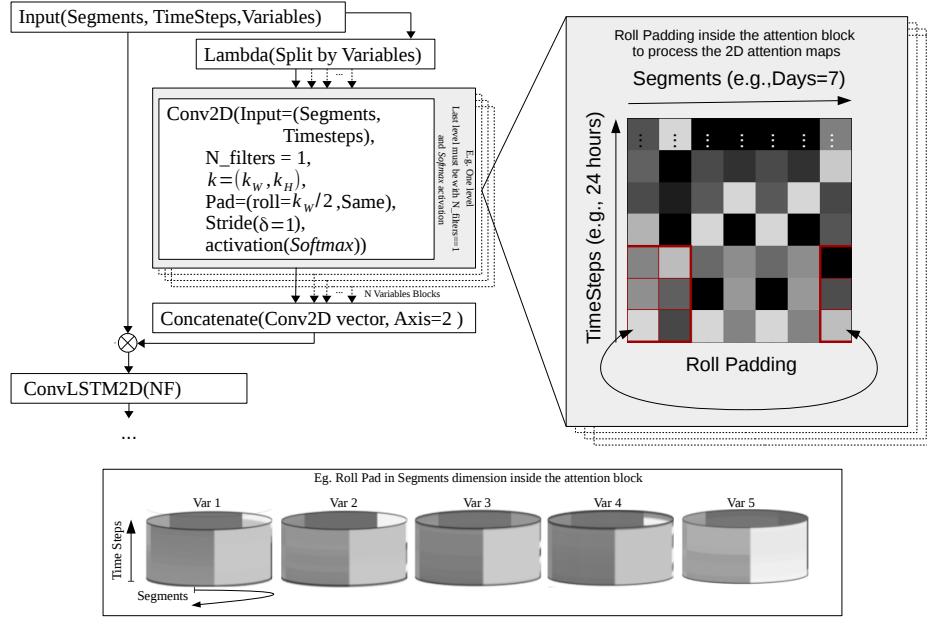 Input(Segments, TimeSteps,Variables)
Lambda(Split by Variables)
...
Conv2D(Input=(Segments,
Timesteps),
N_filters = 1,
k=(k_W, k_H),
Pad=(roll=k_W/2 ,Same),
Stride(δ=1),
activation(Softmax))
E.g. One level
Last level must be with N_filters==1
and Softmax activation
...
N Variables Blocks
Concatenate(Conv2D vector, Axis=2 )
ConvLSTM2D(NF)
...
Roll Padding inside the attention block
to process the 2D attention maps
Segments (e.g.,Days=7)
TimeSteps (e.g., 24 hours)
Roll Padding
Eg. Roll Pad in Segments dimension inside the attention block
Var 1 Var 2 Var 3 Var 4 Var 5
Time Steps
Segments